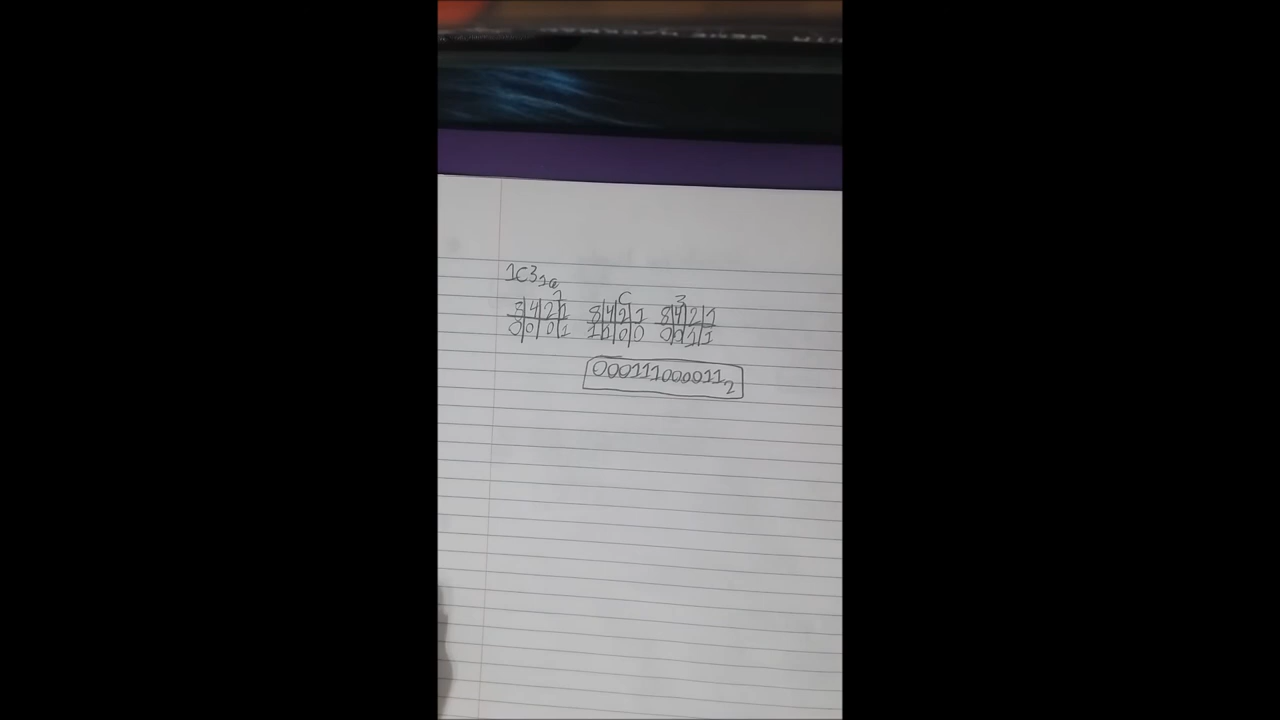 1C3₁₆
1 C 3
8 4 2 1 8 4 2 1 8 4 2 1
0 0 0 1 1 1 0 0 0 0 1 1
000111000011₂